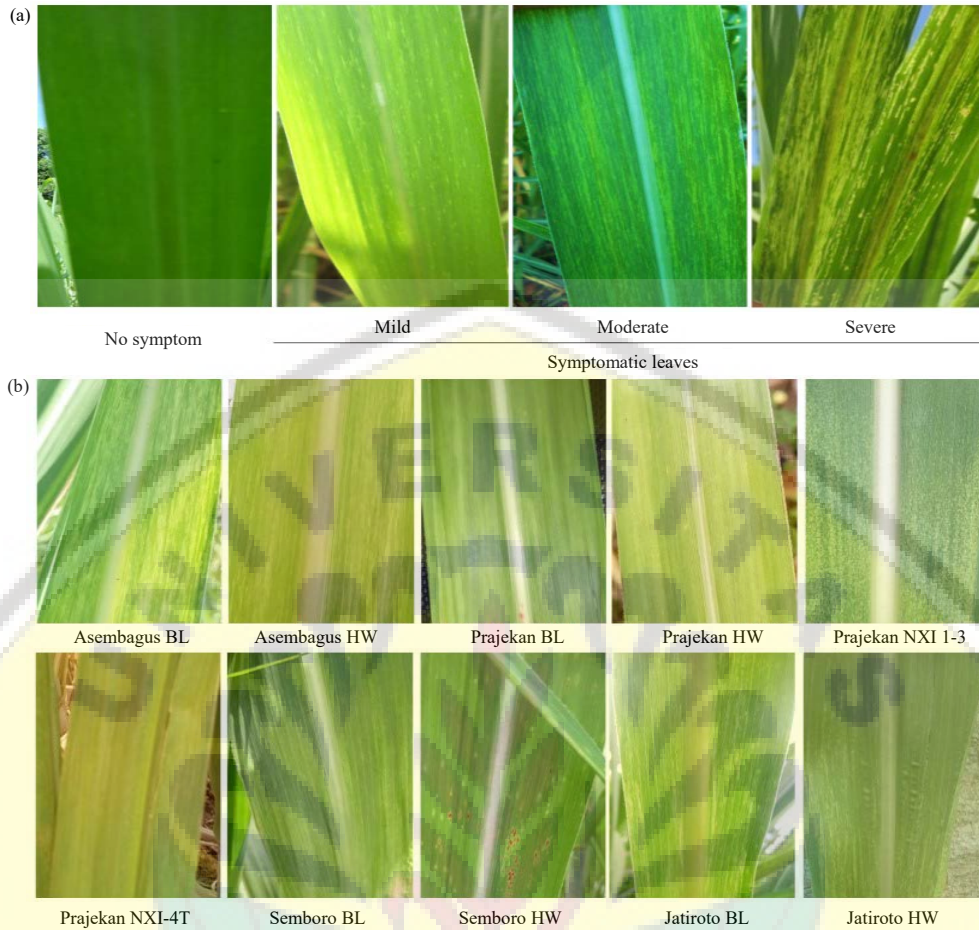 (a)
No symptom
Mild
Moderate
Severe
Symptomatic leaves
(b)
Asembagus BL
Asembagus HW
Prajekan BL
Prajekan HW
Prajekan NXI 1-3
Prajekan NXI-4T
Semboro BL
Semboro HW
Jatiroto BL
Jatiroto HW
UNIVERSITAS